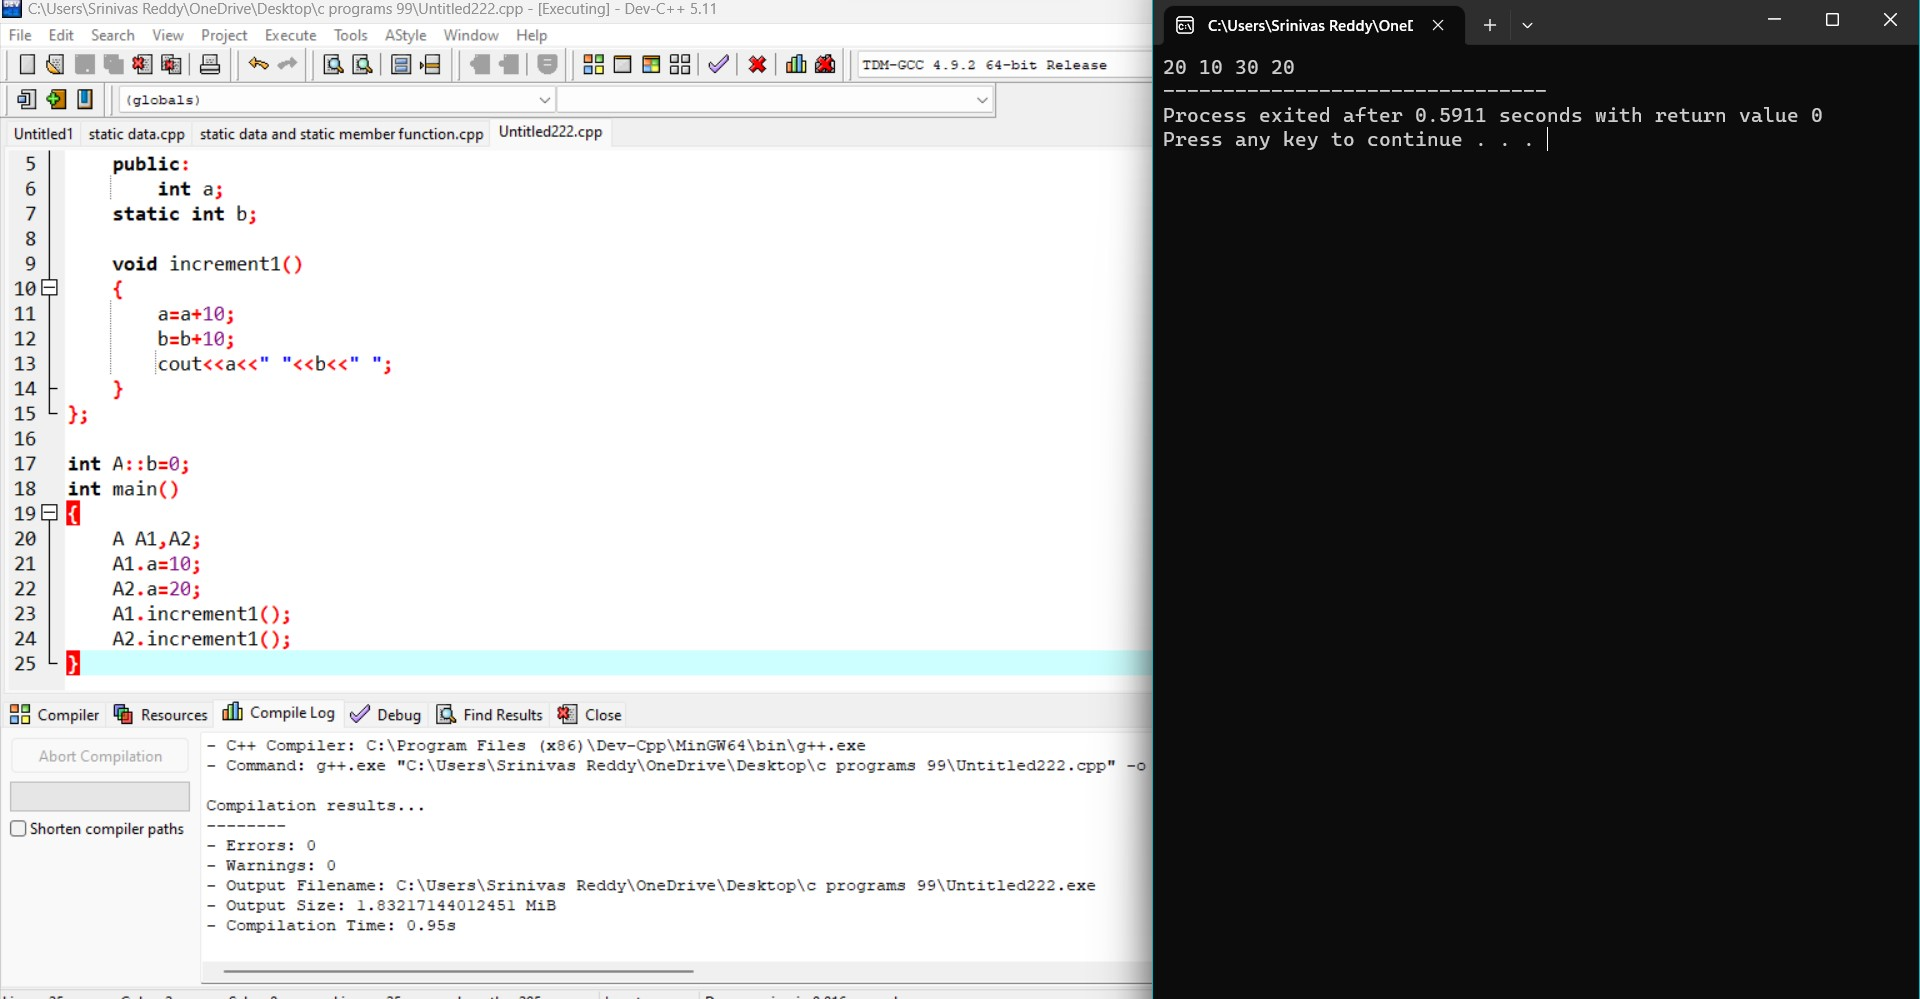 C:\Users\Srinivas Reddy\OneDrive\Desktop\c programs 99\Untitled222.cpp - [Executing] - Dev-C++ 5.11
File Edit Search View Project Execute Tools AStyle Window Help
TDM-GCC 4.9.2 64-bit Release
(globals)
Untitled1 static data.cpp static data and static member function.cpp Untitled222.cpp
5 public:
6 int a;
7 static int b;
8
9 void increment1()
10 {
11 a=a+10;
12 b=b+10;
13 cout<<a<<" "<<b<<" ";
14 }
15 };
16
17 int A::b=0;
18 int main()
19 {
20 A A1,A2;
21 A1.a=10;
22 A2.a=20;
23 A1.increment1();
24 A2.increment1();
25 }
Compiler Resources Compile Log Debug Find Results Close
Abort Compilation
Shorten compiler paths
- C++ Compiler: C:\Program Files (x86)\Dev-Cpp\MinGW64\bin\g++.exe
- Command: g++.exe "C:\Users\Srinivas Reddy\OneDrive\Desktop\c programs 99\Untitled222.cpp" -o
Compilation results...
--------
- Errors: 0
- Warnings: 0
- Output Filename: C:\Users\Srinivas Reddy\OneDrive\Desktop\c programs 99\Untitled222.exe
- Output Size: 1.83217144012451 MiB
- Compilation Time: 0.95s
C:\Users\Srinivas Reddy\OneD
20 10 30 20
--------------------------------
Process exited after 0.5911 seconds with return value 0
Press any key to continue . . .